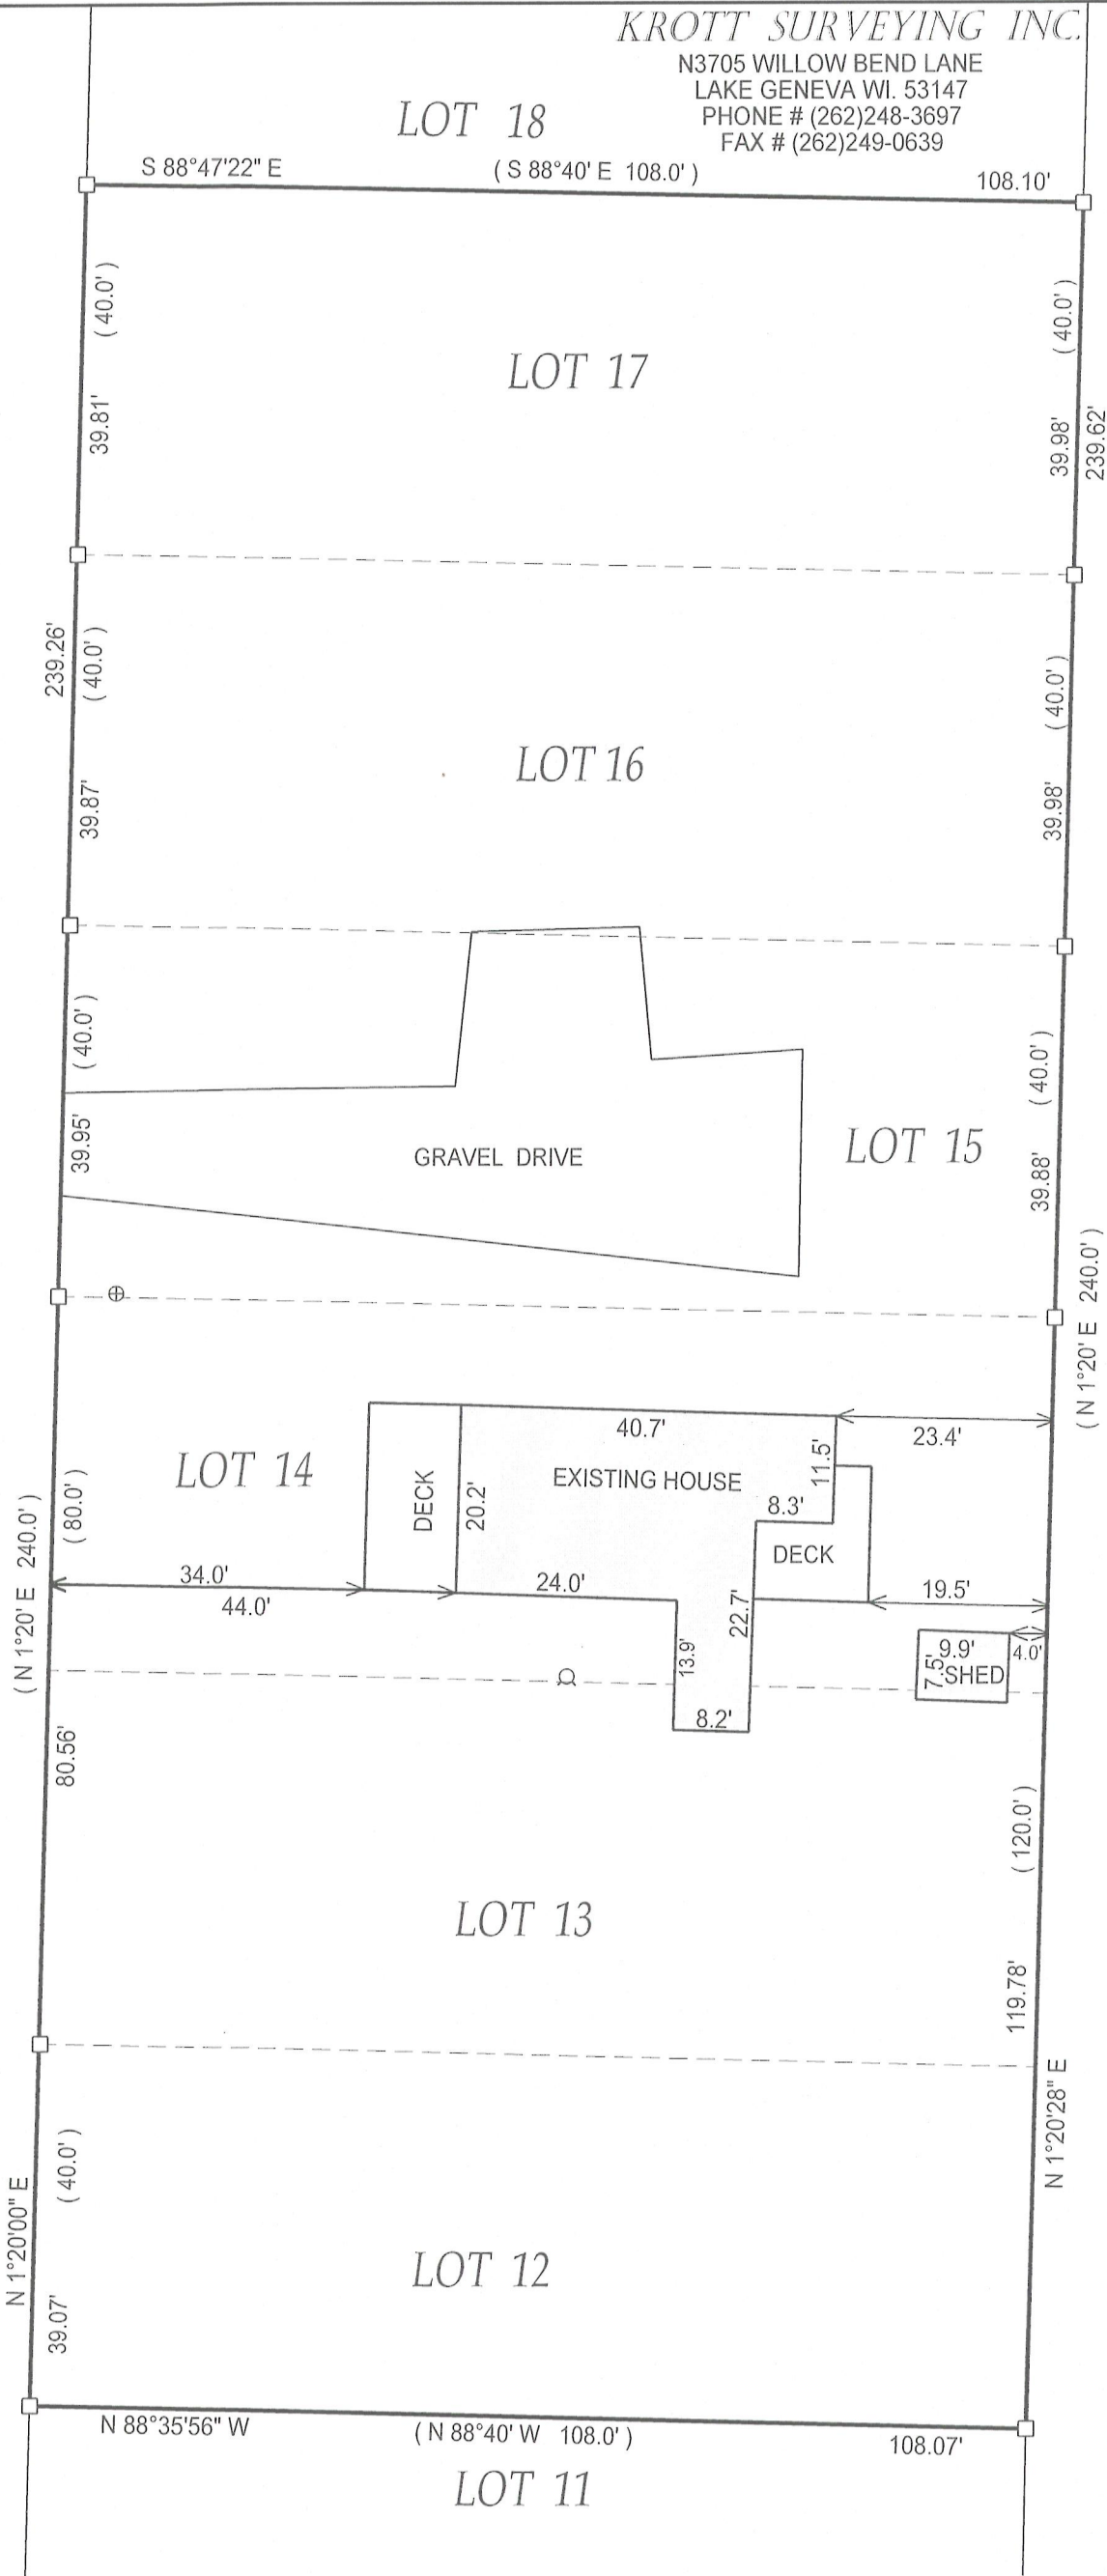 KROTT SURVEYING INC.
N3705 WILLOW BEND LANE
LAKE GENEVA WI. 53147
PHONE # (262)248-3697
FAX # (262)249-0639
LOT 18
S 88°47'22" E
( S 88°40' E 108.0' )
108.10'
( 40.0' )
39.81'
LOT 17
( 40.0' )
39.98'
239.62'
239.26'
( 40.0' )
39.87'
LOT 16
( 40.0' )
39.98'
( 40.0' )
39.95'
GRAVEL DRIVE
LOT 15
( 40.0' )
39.88'
( N 1°20' E 240.0' )
40.7'
23.4'
LOT 14
DECK
20.2'
EXISTING HOUSE
11.5'
8.3'
DECK
( N 1°20' E 240.0' )
( 80.0' )
34.0'
44.0'
24.0'
22.7'
19.5'
13.9'
9.9'
4.0'
7.5'
SHED
8.2'
80.56'
( 120.0' )
LOT 13
119.78'
N 1°20'28" E
( 40.0' )
N 1°20'00" E
LOT 12
39.07'
N 88°35'56" W
( N 88°40' W 108.0' )
108.07'
LOT 11